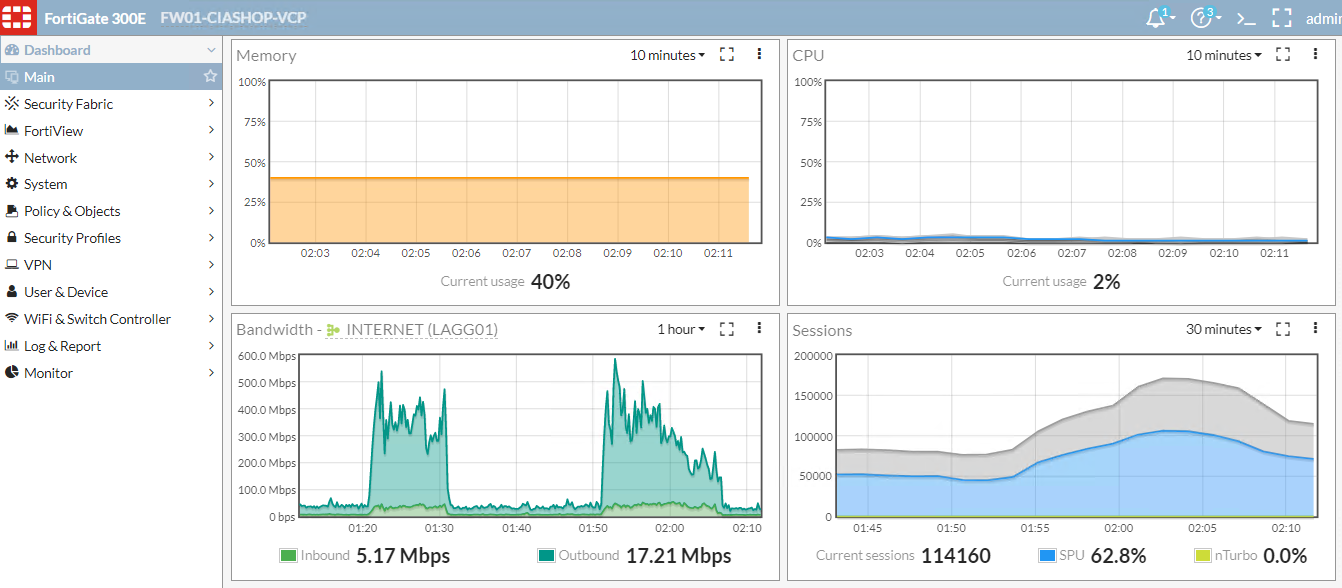 FortiGate 300E FW01-CIASHOP-VCP 1 3 >_ admin
Dashboard
Main
Security Fabric
FortiView
Network
System
Policy & Objects
Security Profiles
VPN
User & Device
WiFi & Switch Controller
Log & Report
Monitor
Memory 10 minutes
100%
75%
50%
25%
0%
02:03 02:04 02:05 02:06 02:07 02:08 02:09 02:10 02:11
Current usage 40%
CPU 10 minutes
100%
75%
50%
25%
0%
02:03 02:04 02:05 02:06 02:07 02:08 02:09 02:10 02:11
Current usage 2%
Bandwidth - INTERNET (LAGG01) 1 hour
600.0 Mbps
500.0 Mbps
400.0 Mbps
300.0 Mbps
200.0 Mbps
100.0 Mbps
0 bps
01:20 01:30 01:40 01:50 02:00 02:10
Inbound 5.17 Mbps Outbound 17.21 Mbps
Sessions 30 minutes
200000
150000
100000
50000
0
01:45 01:50 01:55 02:00 02:05 02:10
Current sessions 114160 SPU 62.8% nTurbo 0.0%